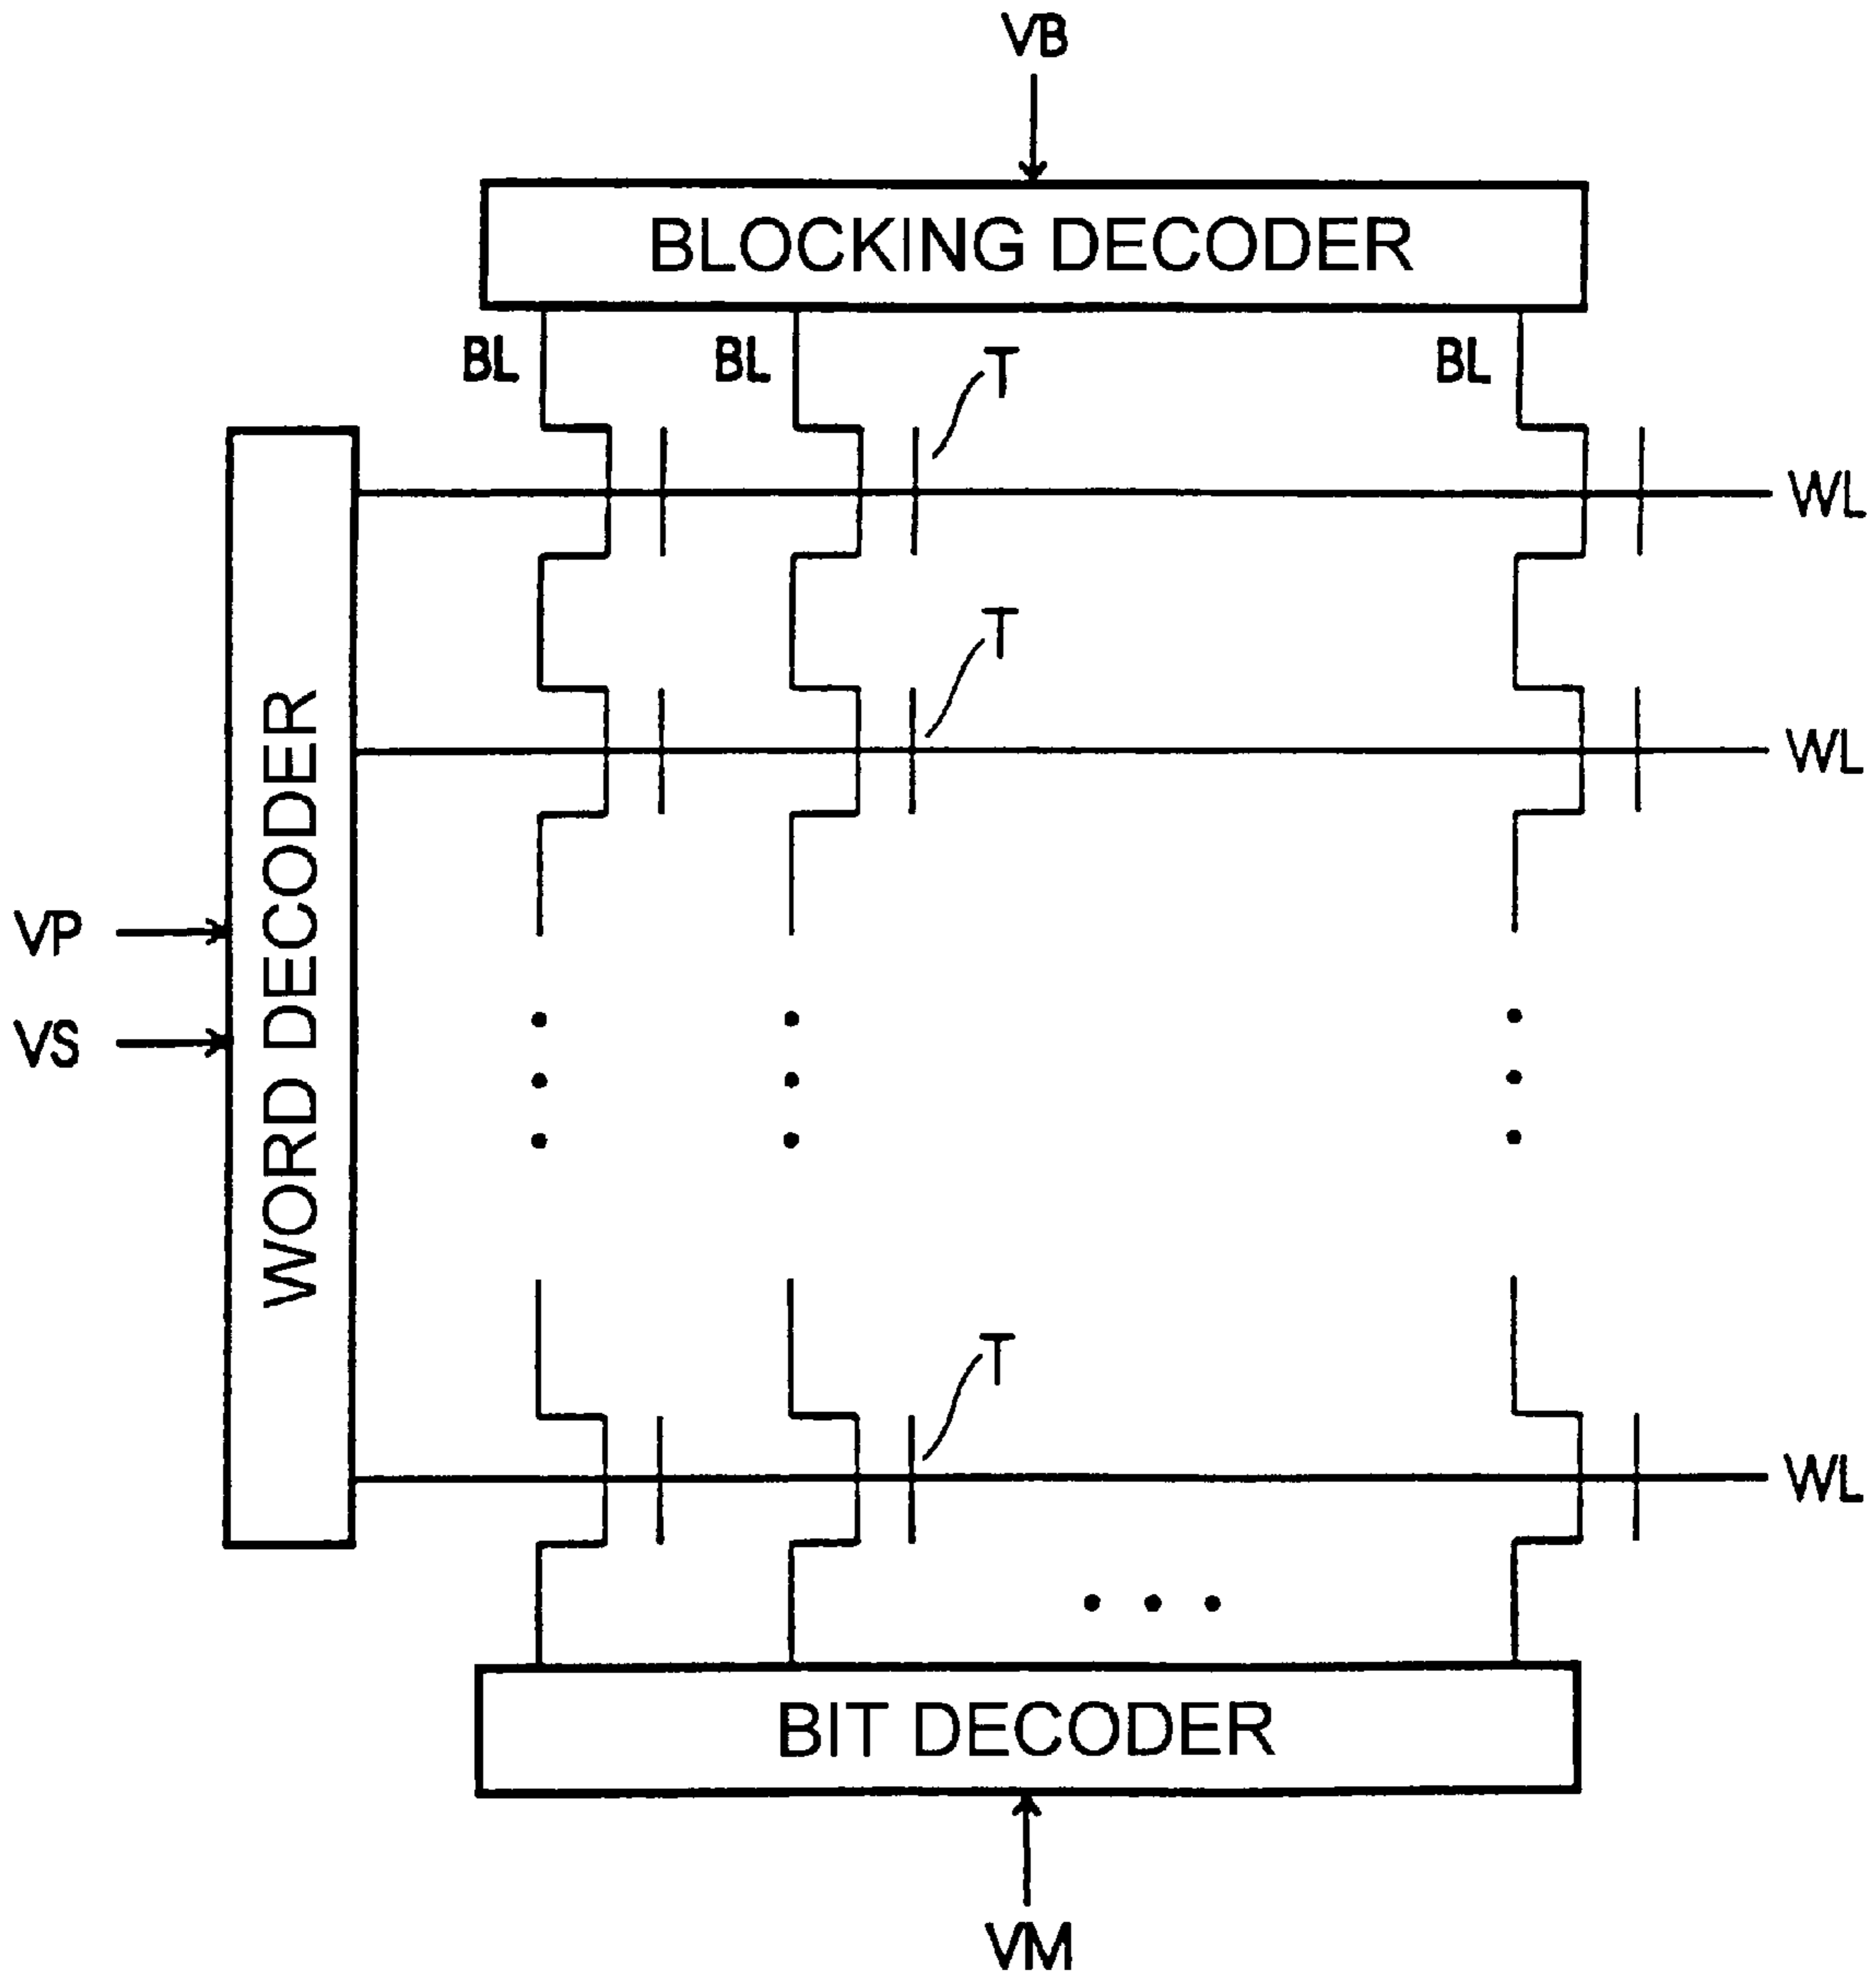 VB
BLOCKING DECODER
BL
BL
BL
T
WL
T
WL
WORD DECODER
VP
VS
T
WL
BIT DECODER
VM